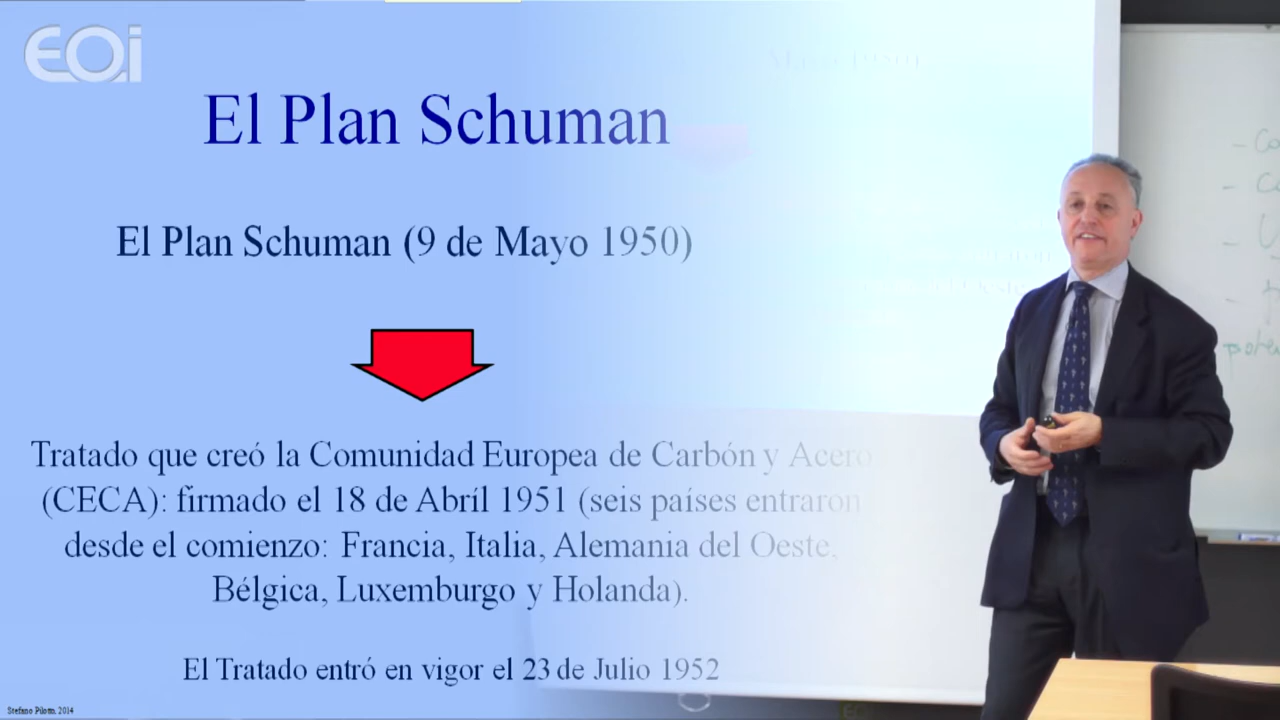 EOi
El Plan Schuman
El Plan Schuman (9 de Mayo 1950)
Tratado que creó la Comunidad Europea de Carbón y Acero
(CECA): firmado el 18 de Abríl 1951 (seis países entraron
desde el comienzo: Francia, Italia, Alemania del Oeste,
Bélgica, Luxemburgo y Holanda).
El Tratado entró en vigor el 23 de Julio 1952
Stefano Pilotto, 2014